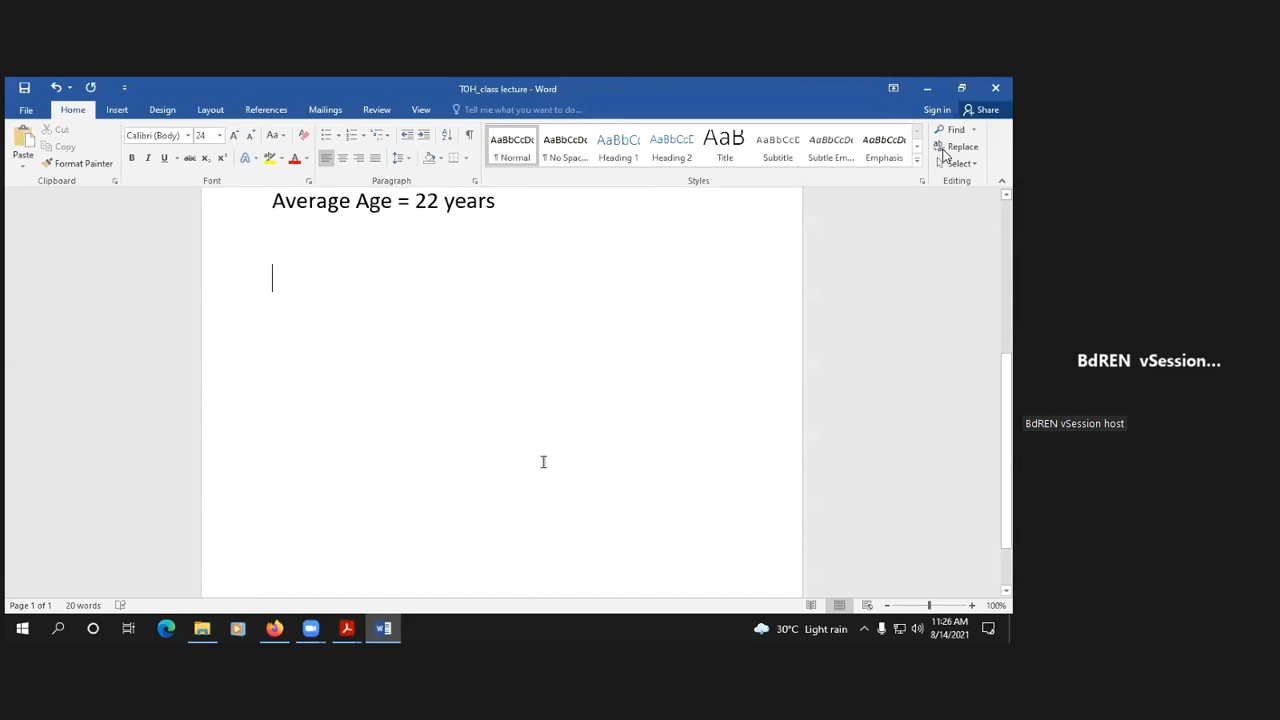 TOH_class lecture - Word
File Home Insert Design Layout References Mailings Review View Tell me what you want to do... Sign in Share
Paste
Cut
Copy
Format Painter
Calibri (Body) 24
AaBbCcDc AaBbCcDc AaBbCc AaBbCcE AaB AaBbCcE AaBbCcDc AaBbCcDc
¶ Normal ¶ No Spac... Heading 1 Heading 2 Title Subtitle Subtle Em... Emphasis
Find
Replace
Select
Clipboard Font Paragraph Styles Editing
Average Age = 22 years
BdREN vSession...
BdREN vSession host
Page 1 of 1 20 words 100%
30°C Light rain
11:26 AM
8/14/2021